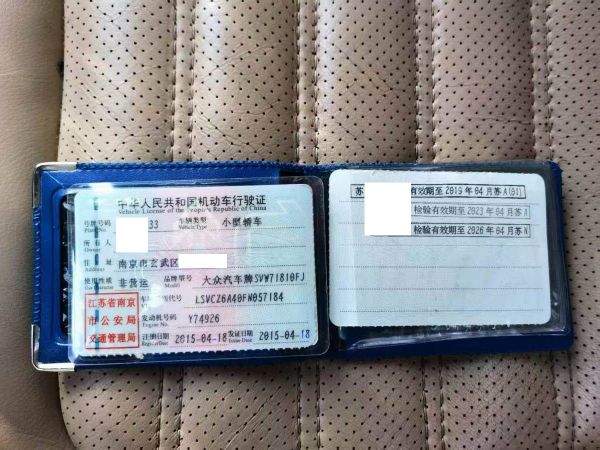 中华人民共和国机动车行驶证
Vehicle License of the People's Republic of China
号牌号码 33 车辆类型 小型轿车
Plate No. Vehicle Type
所有人
Owner
住址 南京市玄武区
Address
使用性质 非营运 品牌型号 大众汽车牌SVW71810FJ
Model
江苏省南京
市公安局
交通管理局
代号 LSVCZ6A40FN057184
发动机号码 Y74926
Engine No.
注册日期 2015-04-18 发证日期 2015-04-18
Register Date Issue Date
苏 有效期至2019年04月苏A(01)
检验有效期至2023年04月苏A
检验有效期至2026年04月苏N